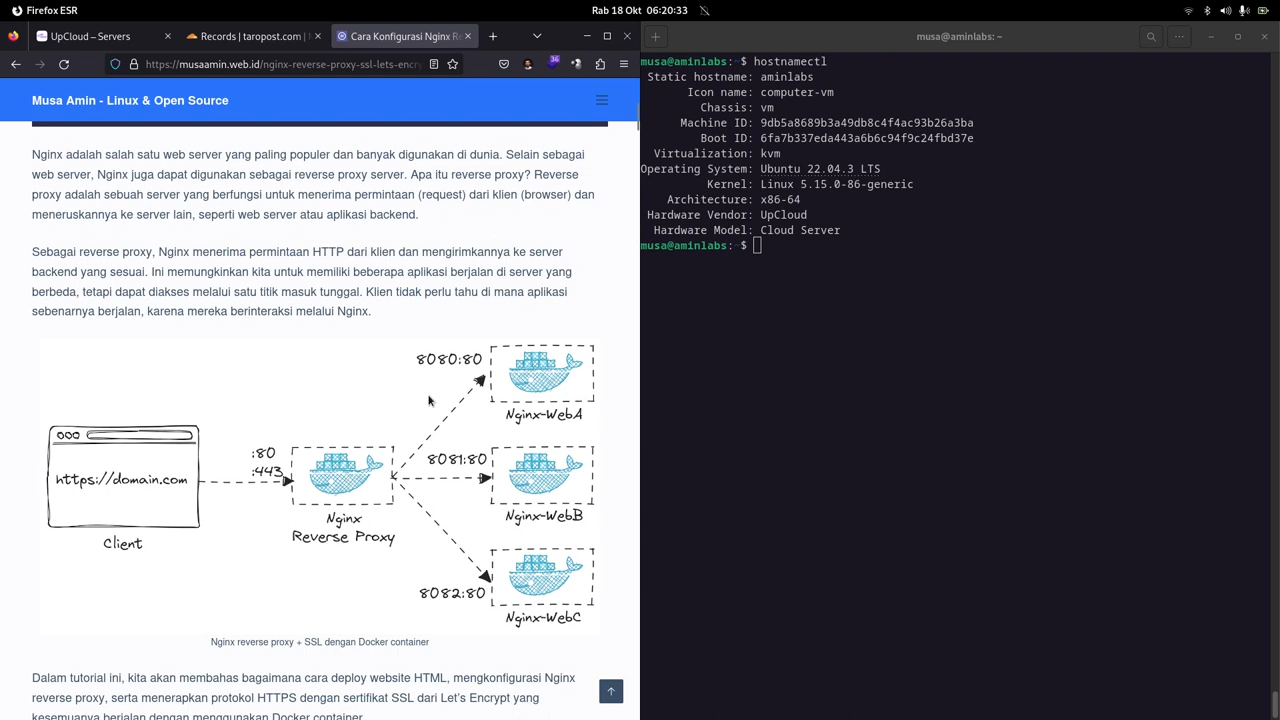 Firefox ESR
Rab 18 Okt 06:20:33
UpCloud – Servers
Records | taropost.com |
Cara Konfigurasi Nginx Re
musa@aminlabs: ~
https://musaamin.web.id/nginx-reverse-proxy-ssl-lets-encry
36
Musa Amin - Linux & Open Source
Nginx adalah salah satu web server yang paling populer dan banyak digunakan di dunia. Selain sebagai
web server, Nginx juga dapat digunakan sebagai reverse proxy server. Apa itu reverse proxy? Reverse
proxy adalah sebuah server yang berfungsi untuk menerima permintaan (request) dari klien (browser) dan
meneruskannya ke server lain, seperti web server atau aplikasi backend.
Sebagai reverse proxy, Nginx menerima permintaan HTTP dari klien dan mengirimkannya ke server
backend yang sesuai. Ini memungkinkan kita untuk memiliki beberapa aplikasi berjalan di server yang
berbeda, tetapi dapat diakses melalui satu titik masuk tunggal. Klien tidak perlu tahu di mana aplikasi
sebenarnya berjalan, karena mereka berinteraksi melalui Nginx.
8080:80
Nginx-WebA
:80
:443
8081:80
https://domain.com
Nginx-WebB
Nginx
Reverse Proxy
Client
8082:80
Nginx-WebC
Nginx reverse proxy + SSL dengan Docker container
Dalam tutorial ini, kita akan membahas bagaimana cara deploy website HTML, mengkonfigurasi Nginx
reverse proxy, serta menerapkan protokol HTTPS dengan sertifikat SSL dari Let's Encrypt yang
kesemuanya berjalan dengan menggunakan Docker container.
musa@aminlabs:~$ hostnamectl
Static hostname: aminlabs
Icon name: computer-vm
Chassis: vm
Machine ID: 9db5a8689b3a49db8c4f4ac93b26a3ba
Boot ID: 6fa7b337eda443a6b6c94f9c24fbd37e
Virtualization: kvm
Operating System: Ubuntu 22.04.3 LTS
Kernel: Linux 5.15.0-86-generic
Architecture: x86-64
Hardware Vendor: UpCloud
Hardware Model: Cloud Server
musa@aminlabs:~$